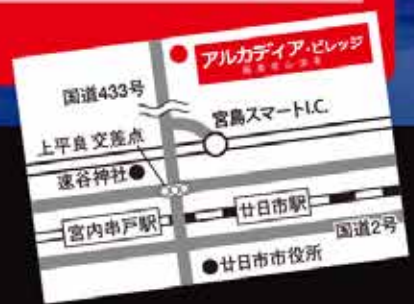 アルカディア・ビレッジ
国道433号
宮島スマートI.C.
上平良 交差点
速谷神社
廿日市駅
宮内串戸駅
国道2号
廿日市市役所